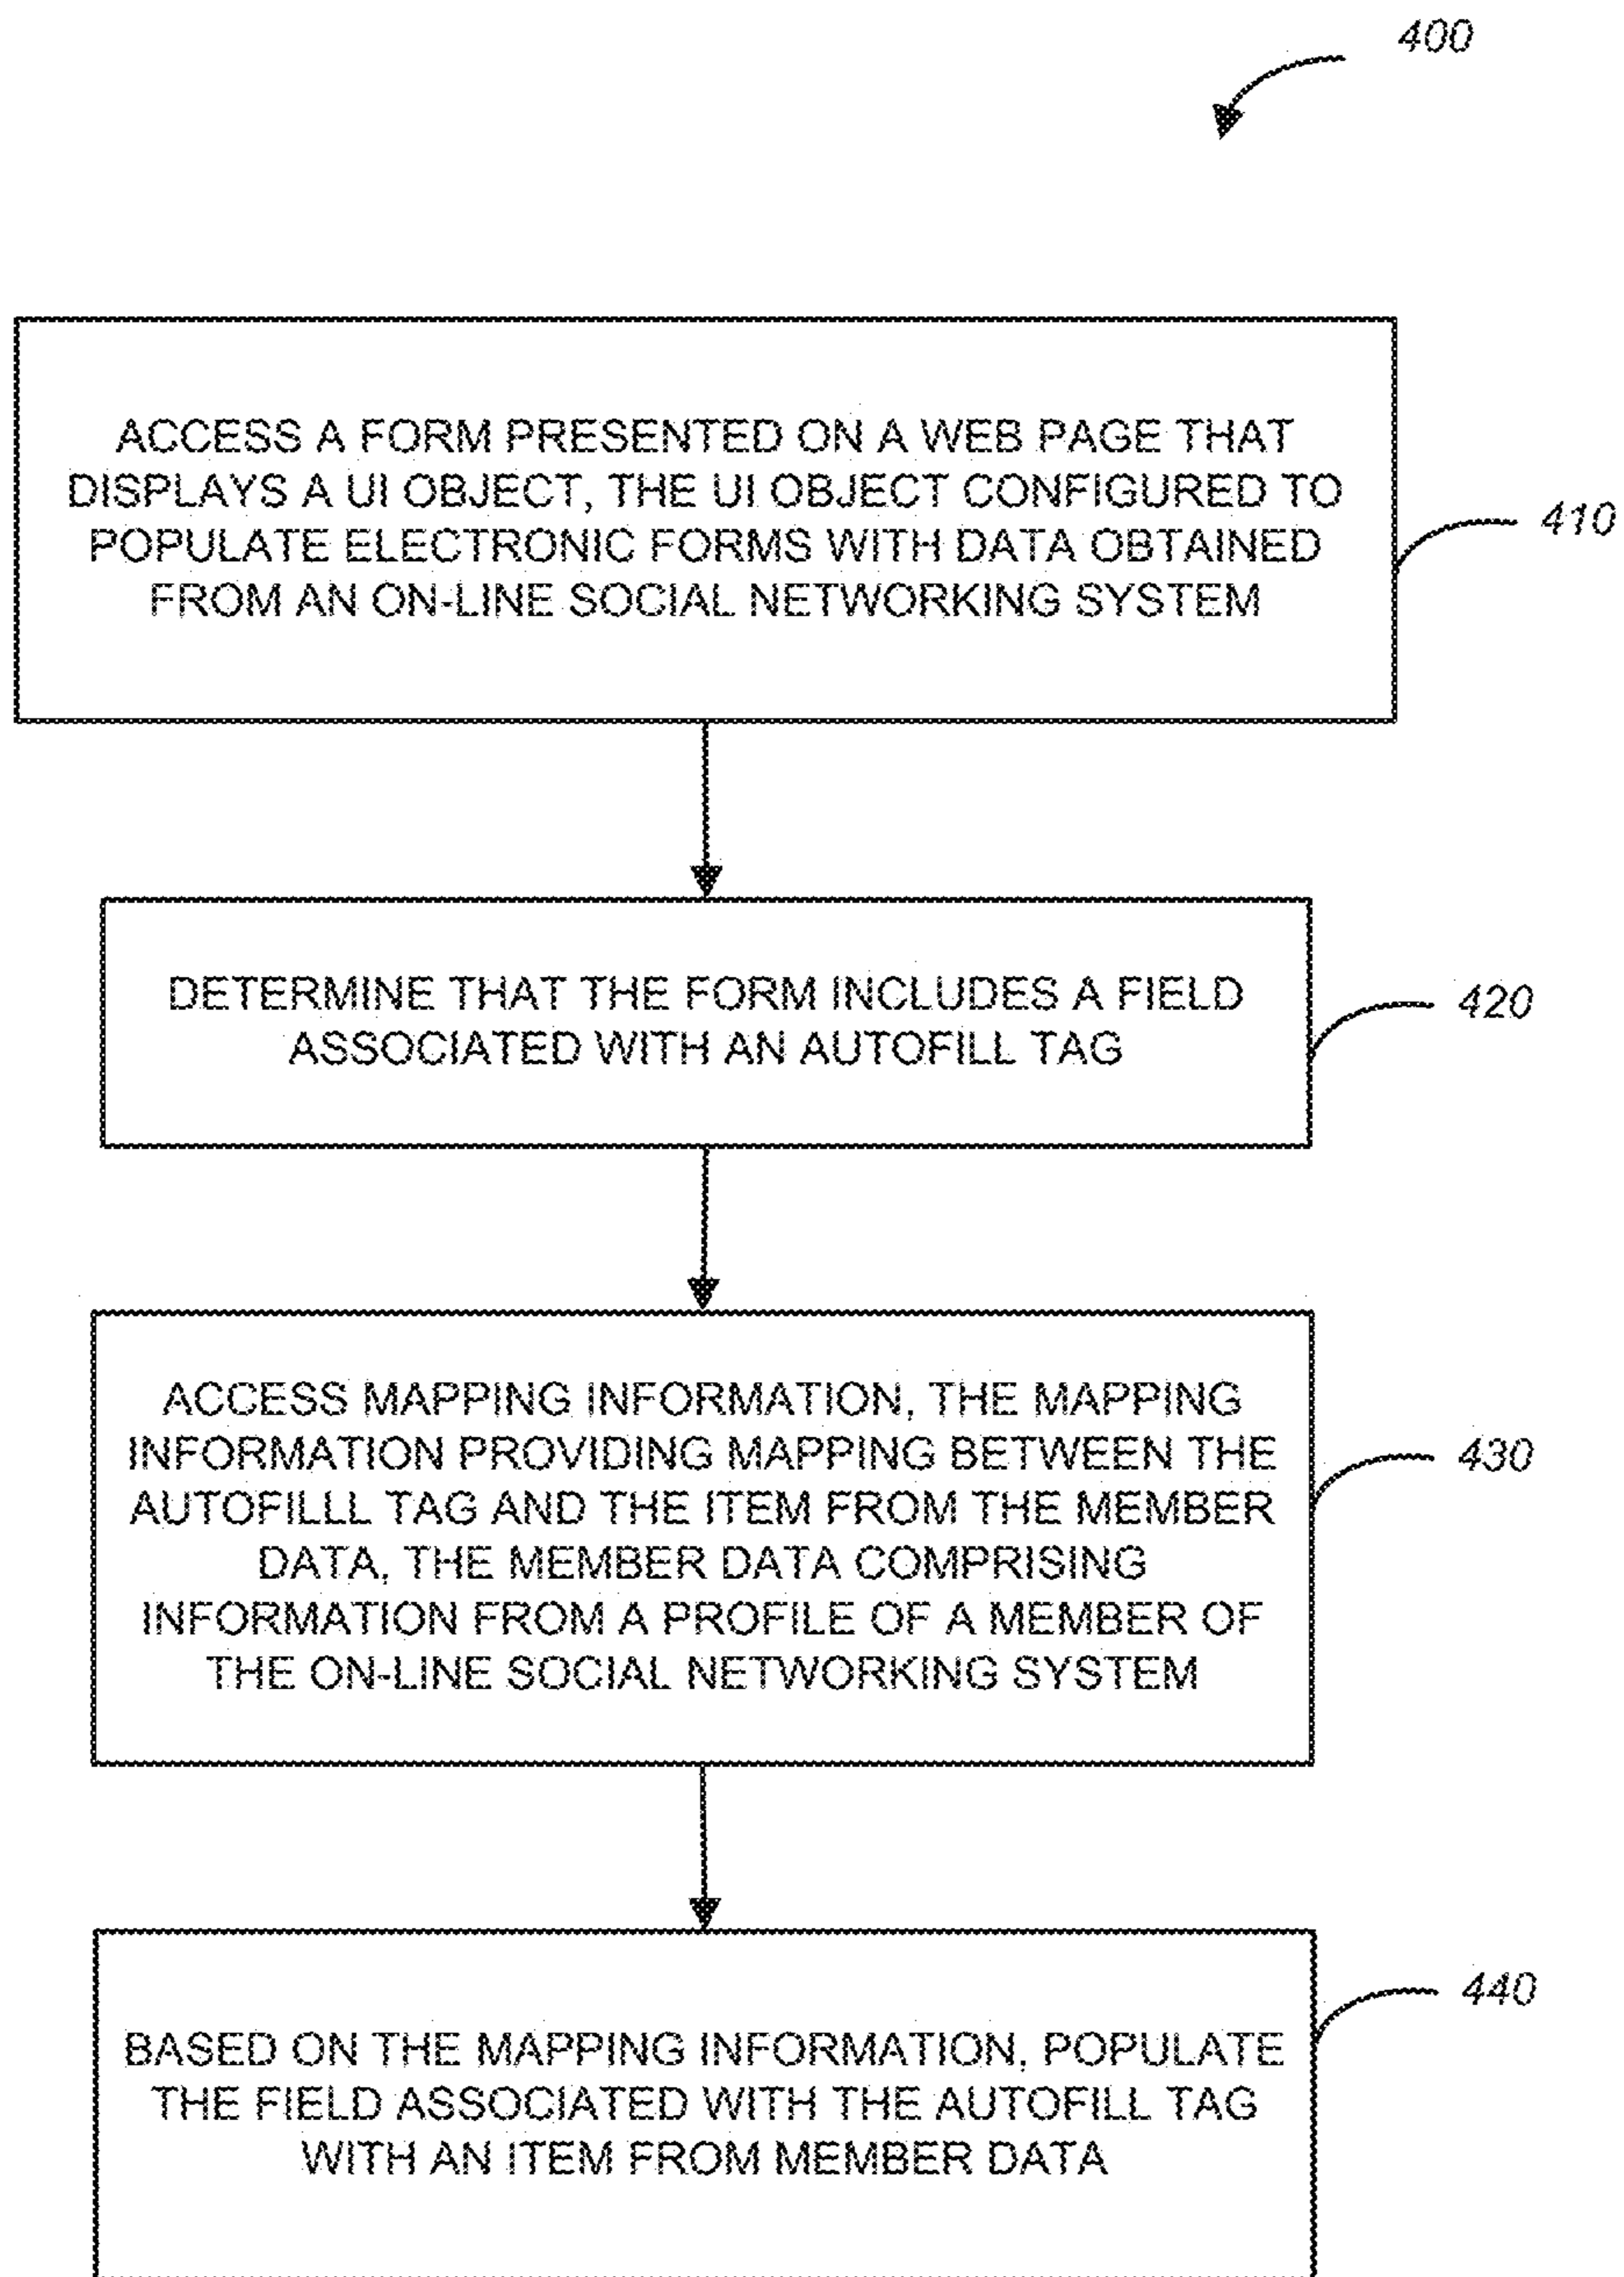 400
ACCESS A FORM PRESENTED ON A WEB PAGE THAT
DISPLAYS A UI OBJECT, THE UI OBJECT CONFIGURED TO
POPULATE ELECTRONIC FORMS WITH DATA OBTAINED
FROM AN ON-LINE SOCIAL NETWORKING SYSTEM
410
DETERMINE THAT THE FORM INCLUDES A FIELD
ASSOCIATED WITH AN AUTOFILL TAG
420
ACCESS MAPPING INFORMATION, THE MAPPING
INFORMATION PROVIDING MAPPING BETWEEN THE
AUTOFILLL TAG AND THE ITEM FROM THE MEMBER
DATA, THE MEMBER DATA COMPRISING
INFORMATION FROM A PROFILE OF A MEMBER OF
THE ON-LINE SOCIAL NETWORKING SYSTEM
430
BASED ON THE MAPPING INFORMATION, POPULATE
THE FIELD ASSOCIATED WITH THE AUTOFILL TAG
WITH AN ITEM FROM MEMBER DATA
440